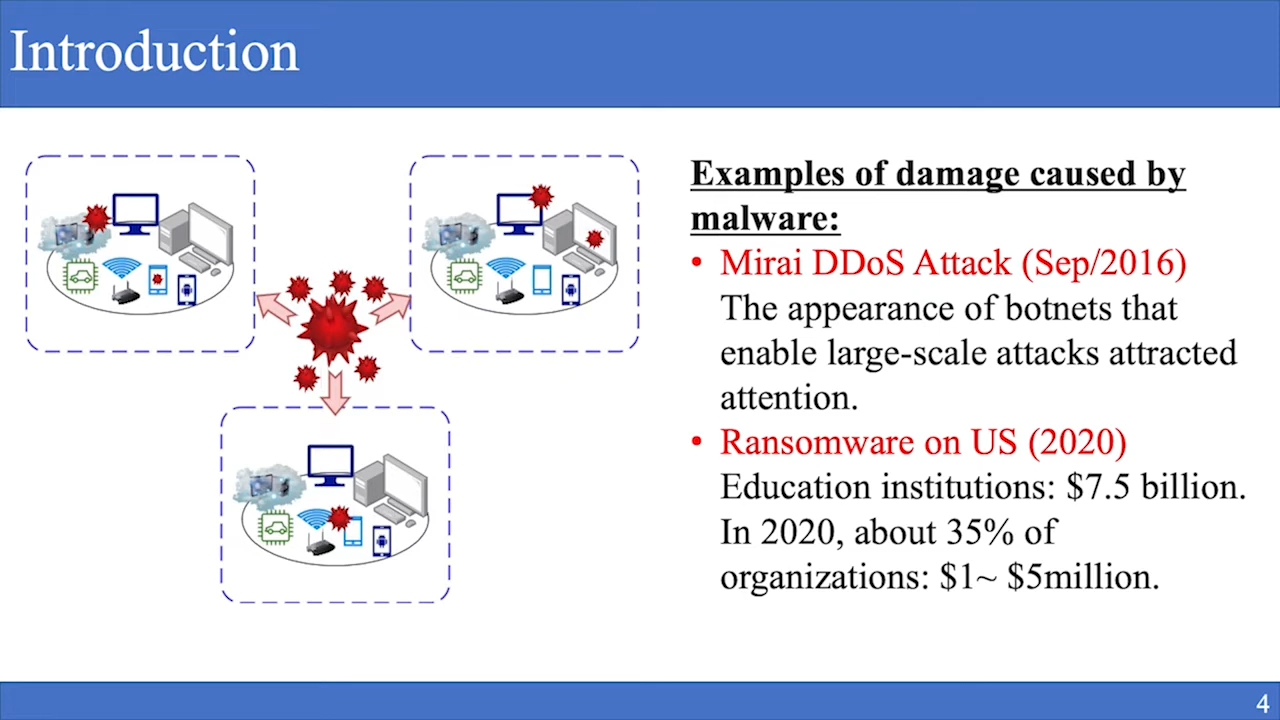 Introduction
Examples of damage caused by
malware:
• Mirai DDoS Attack (Sep/2016)
The appearance of botnets that
enable large-scale attacks attracted
attention.
• Ransomware on US (2020)
Education institutions: $7.5 billion.
In 2020, about 35% of
organizations: $1~ $5million.
4